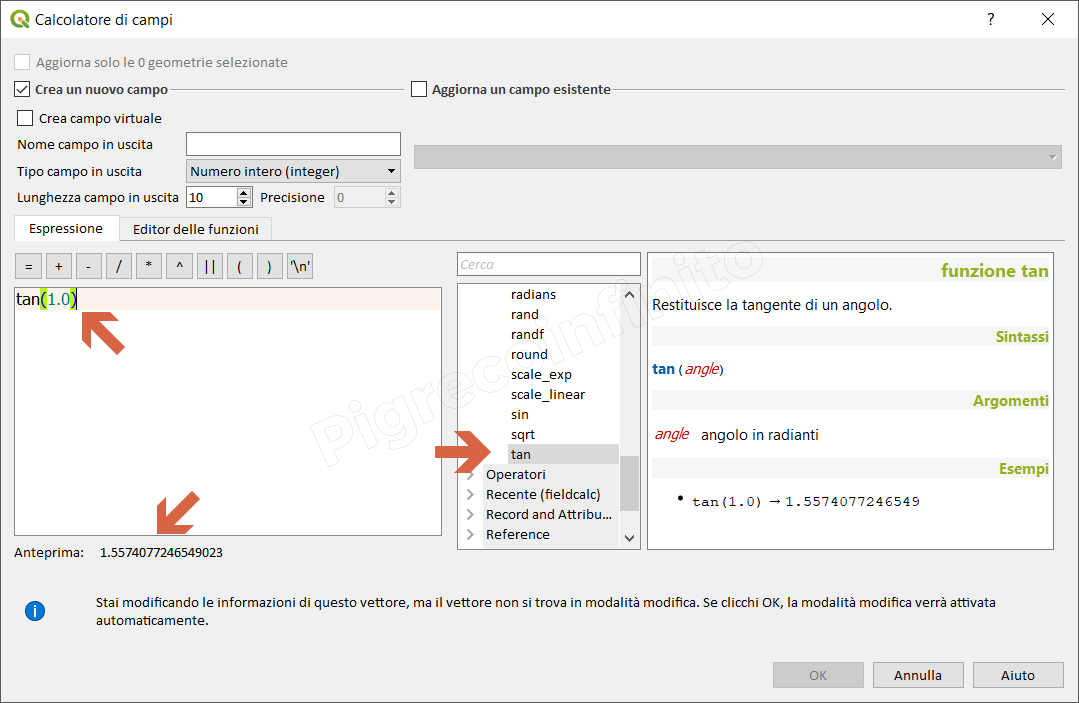 Calcolatore di campi
?
Aggiorna solo le 0 geometrie selezionate
Crea un nuovo campo
Aggiorna un campo esistente
Crea campo virtuale
Nome campo in uscita
Tipo campo in uscita
Numero intero (integer)
Lunghezza campo in uscita
10
Precisione
0
Espressione
Editor delle funzioni
= + - / * ^ || ( ) '\n'
tan(1.0)
Anteprima: 1.5574077246549023
Cerca
radians
rand
randf
round
scale_exp
scale_linear
sin
sqrt
tan
Operatori
Recente (fieldcalc)
Record and Attribu...
Reference
funzione tan
Restituisce la tangente di un angolo.
Sintassi
tan (angle)
Argomenti
angle angolo in radianti
Esempi
• tan(1.0) → 1.5574077246549
Pigrecoinfinito
i
Stai modificando le informazioni di questo vettore, ma il vettore non si trova in modalità modifica. Se clicchi OK, la modalità modifica verrà attivata
automaticamente.
OK
Annulla
Aiuto